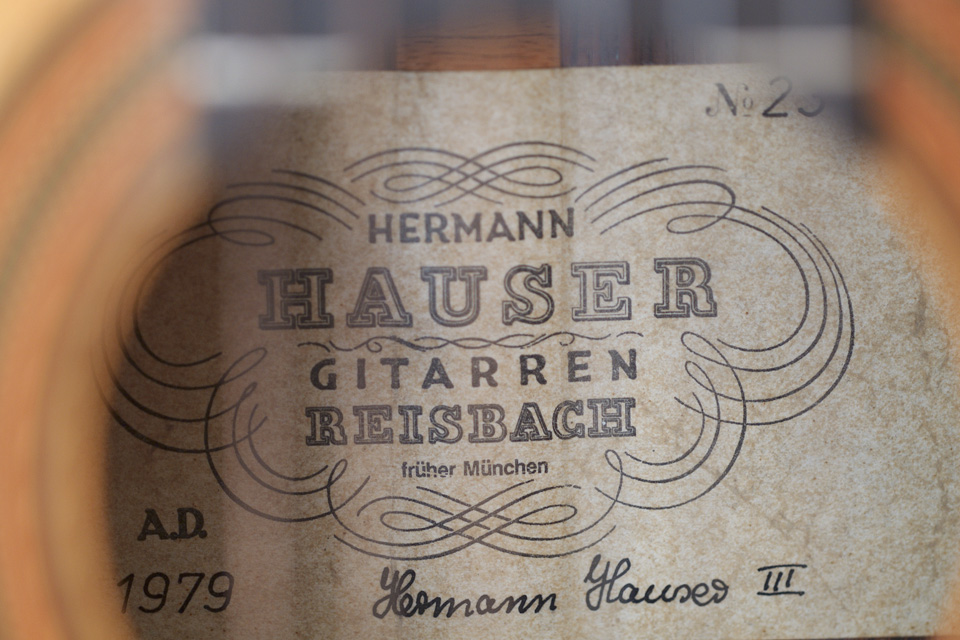 № 2
HERMANN
HAUSER
GITARREN
REISBACH
früher München
A.D.
1979
Hermann Hauser III